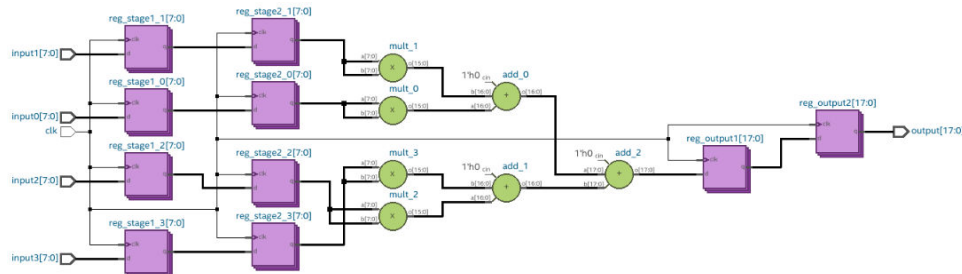 reg_stage2_1[7:0]
reg_stage1_1[7:0]
clk
d
q
clk
d
q
input1[7:0]
mult_1
a[7:0]
b[7:0]
x
o[15:0]
reg_stage1_0[7:0]
reg_stage2_0[7:0]
clk
d
q
clk
d
q
input0[7:0]
clk
mult_0
a[7:0]
b[7:0]
x
o[15:0]
1'h0 cin
add_0
b[16:0]
a[16:0]
+
o[16:0]
reg_output2[17:0]
clk
d
q
output[17:0]
reg_stage1_2[7:0]
reg_stage2_2[7:0]
clk
d
q
clk
d
q
input2[7:0]
mult_3
a[7:0]
b[7:0]
x
o[15:0]
mult_2
a[7:0]
b[7:0]
x
o[15:0]
1'h0 cin
add_1
b[16:0]
a[16:0]
+
o[16:0]
1'h0 cin
add_2
a[17:0]
b[17:0]
+
o[17:0]
reg_output1[17:0]
clk
d
q
reg_stage1_3[7:0]
reg_stage2_3[7:0]
clk
d
q
clk
d
q
input3[7:0]